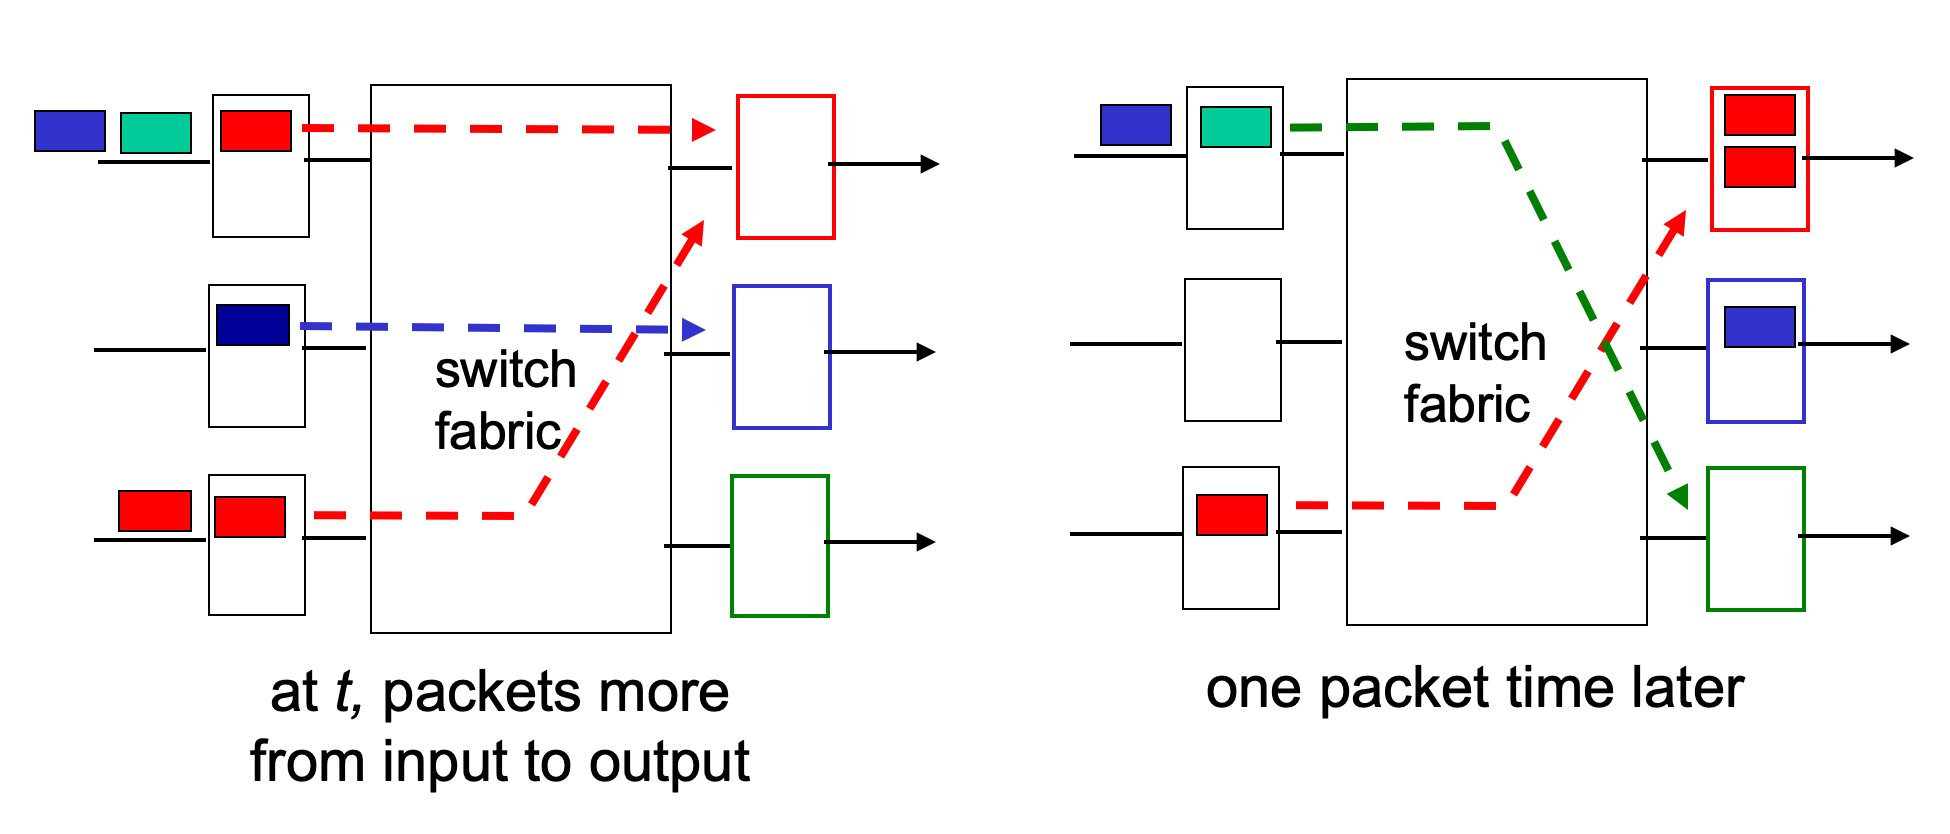 switch
fabric
at t, packets more
from input to output
switch
fabric
one packet time later